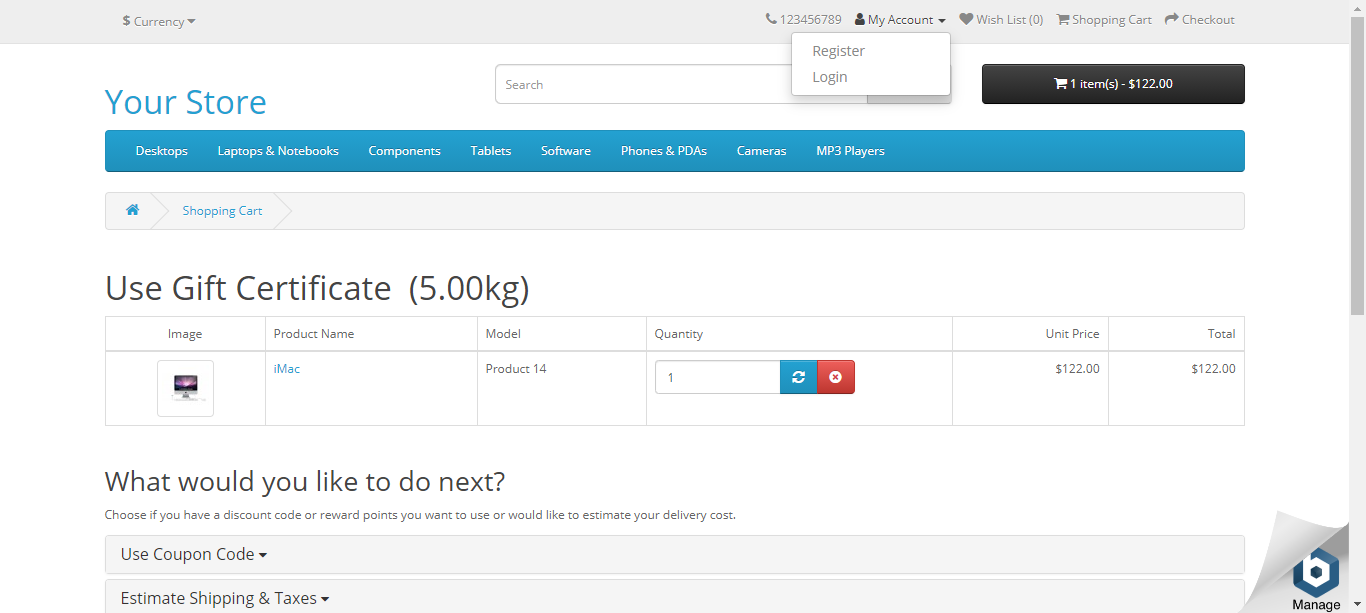 $ Currency
123456789 My Account Wish List (0) Shopping Cart Checkout
Register
Login
Your Store
Search
1 item(s) - $122.00
Desktops Laptops & Notebooks Components Tablets Software Phones & PDAs Cameras MP3 Players
Shopping Cart
Use Gift Certificate (5.00kg)
Image Product Name Model Quantity Unit Price Total
iMac Product 14 1 $122.00 $122.00
What would you like to do next?
Choose if you have a discount code or reward points you want to use or would like to estimate your delivery cost.
Use Coupon Code
Estimate Shipping & Taxes
Manage